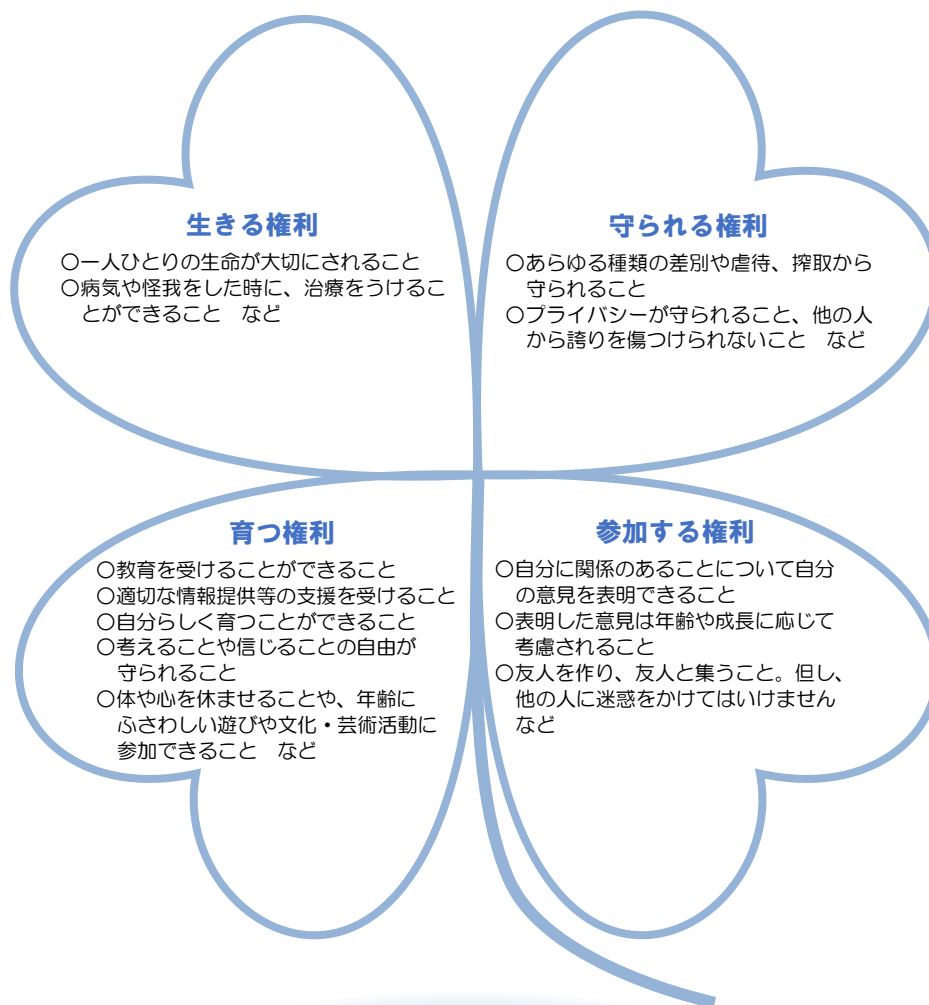 生きる権利
〇一人ひとりの生命が大切にされること
〇病気や怪我をした時に、治療をうけるこ
とができること　など
守られる権利
〇あらゆる種類の差別や虐待、搾取から
守られること
〇プライバシーが守られること、他の人
から誇りを傷つけられないこと　など
育つ権利
〇教育を受けることができること
〇適切な情報提供等の支援を受けること
〇自分らしく育つことができること
〇考えることや信じることの自由が
守られること
〇体や心を休ませることや、年齢に
ふさわしい遊びや文化・芸術活動に
参加できること　など
参加する権利
〇自分に関係のあることについて自分
の意見を表明できること
〇表明した意見は年齢や成長に応じて
考慮されること
〇友人を作り、友人と集うこと。但し、
他の人に迷惑をかけてはいけません
など